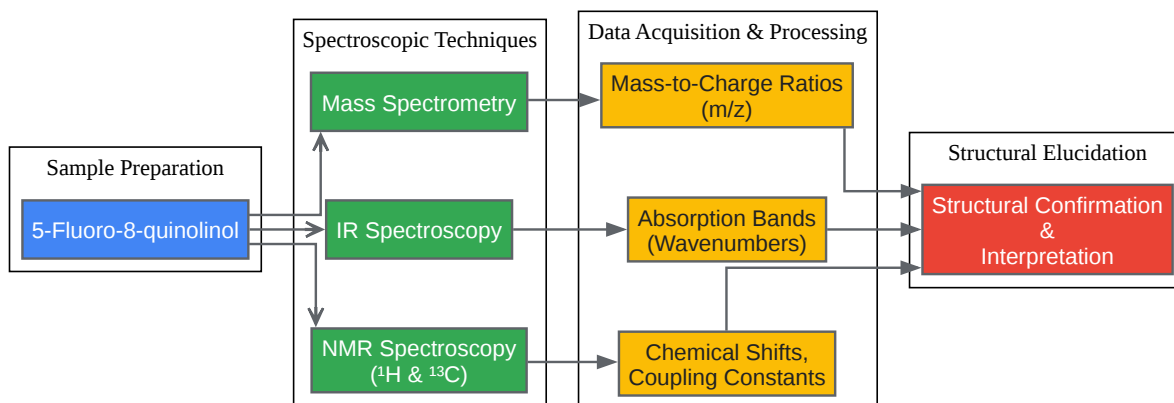 Sample Preparation
5-Fluoro-8-quinolinol
Spectroscopic Techniques
Mass Spectrometry
IR Spectroscopy
NMR Spectroscopy
(¹H & ¹³C)
Data Acquisition & Processing
Mass-to-Charge Ratios
(m/z)
Absorption Bands
(Wavenumbers)
Chemical Shifts,
Coupling Constants
Structural Elucidation
Structural Confirmation
&
Interpretation